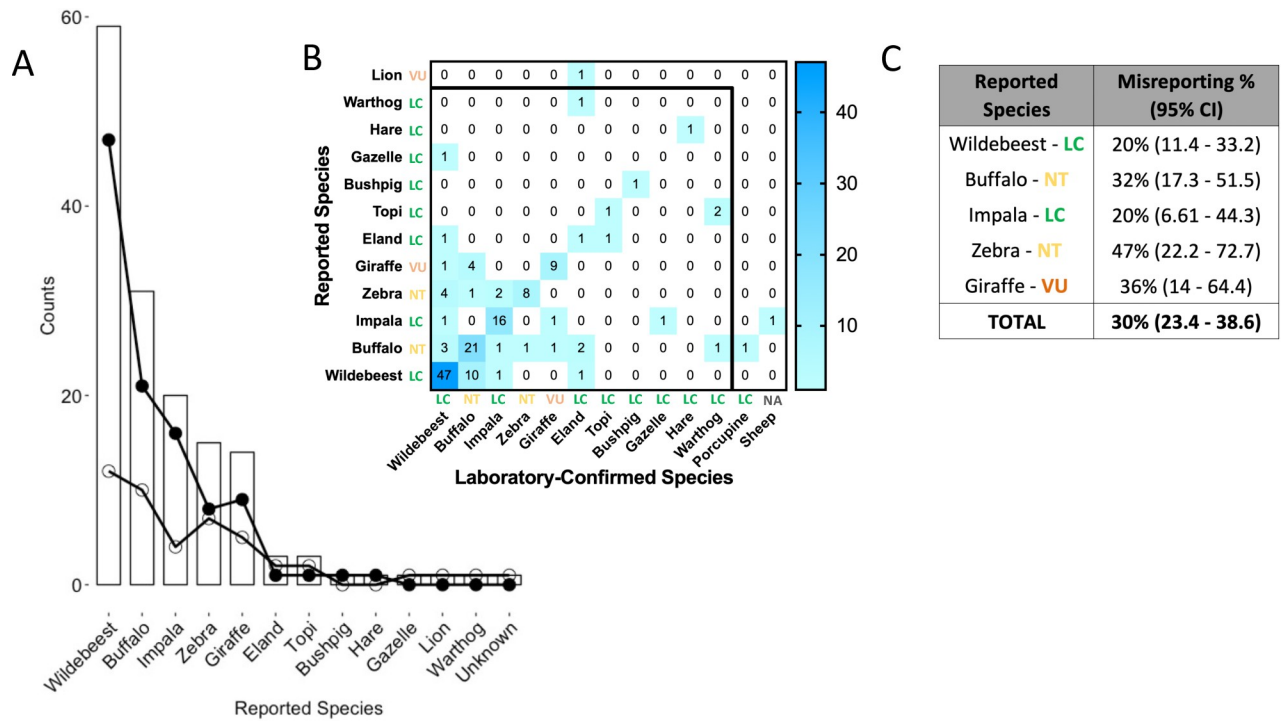 A
60
40
20
0
Counts
Wildebeest
Buffalo
Impala
Zebra
Giraffe
Eland
Topi
Bushpig
Hare
Gazelle
Lion
Warthog
Unknown
Reported Species
B
Reported Species
Lion VU 0 0 0 0 0 1 0 0 0 0 0 0 0
Warthog LC 0 0 0 0 0 1 0 0 0 0 0 0 0
Hare LC 0 0 0 0 0 0 0 0 0 1 0 0 0
Gazelle LC 1 0 0 0 0 0 0 0 0 0 0 0 0
Bushpig LC 0 0 0 0 0 0 0 1 0 0 0 0 0
Topi LC 0 0 0 0 0 0 1 0 0 0 2 0 0
Eland LC 1 0 0 0 0 1 1 0 0 0 0 0 0
Giraffe VU 1 4 0 0 9 0 0 0 0 0 0 0 0
Zebra NT 4 1 2 8 0 0 0 0 0 0 0 0 0
Impala LC 1 0 16 0 1 0 0 0 1 0 0 0 1
Buffalo NT 3 21 1 1 1 2 0 0 0 0 1 1 0
Wildebeest LC 47 10 1 0 0 1 0 0 0 0 0 0 0
LC NT LC NT VU LC LC LC LC LC LC LC NA
Wildebeest
Buffalo
Impala
Zebra
Giraffe
Eland
Topi
Bushpig
Gazelle
Hare
Warthog
Porcupine
Sheep
Laboratory-Confirmed Species
40
30
20
10
C
Reported Species Misreporting % (95% CI)
Wildebeest - LC 20% (11.4 - 33.2)
Buffalo - NT 32% (17.3 - 51.5)
Impala - LC 20% (6.61 - 44.3)
Zebra - NT 47% (22.2 - 72.7)
Giraffe - VU 36% (14 - 64.4)
TOTAL 30% (23.4 - 38.6)